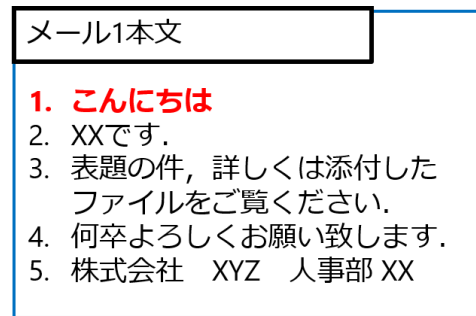 メール1本文
1. こんにちは
2. XXです．
3. 表題の件，詳しくは添付した
ファイルをご覧ください．
4. 何卒よろしくお願い致します．
5. 株式会社　XYZ　人事部 XX